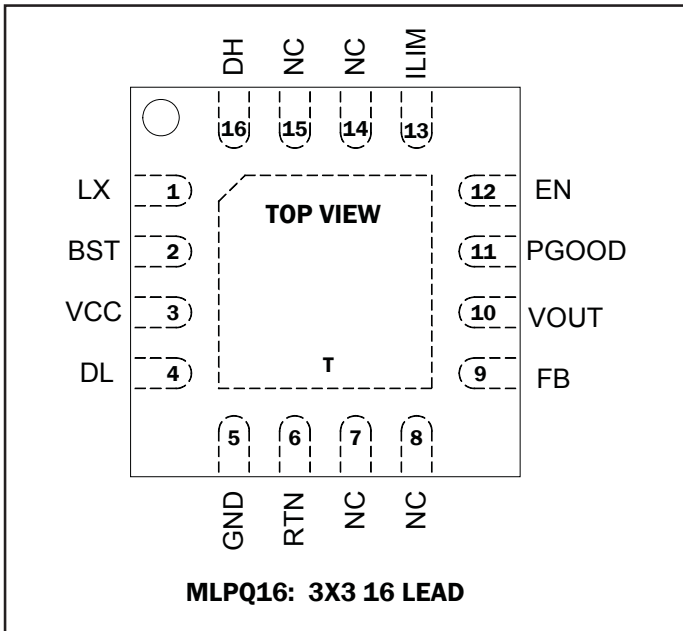 DH NC NC ILIM
16 15 14 13
LX 1 12 EN
TOP VIEW
BST 2 11 PGOOD
VCC 3 10 VOUT
DL 4 9 FB
T
5 6 7 8
GND RTN NC NC
MLPQ16: 3X3 16 LEAD